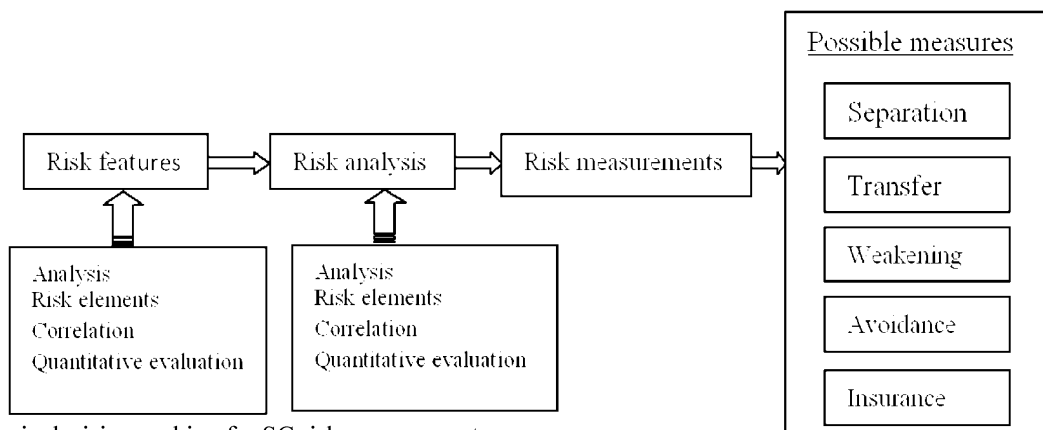 Possible measures
Separation
Risk features
Risk analysis
Risk measurements
Transfer
Analysis
Risk elements
Correlation
Quantitative evaluation
Analysis
Risk elements
Correlation
Quantitative evaluation
Weakening
Avoidance
Insurance